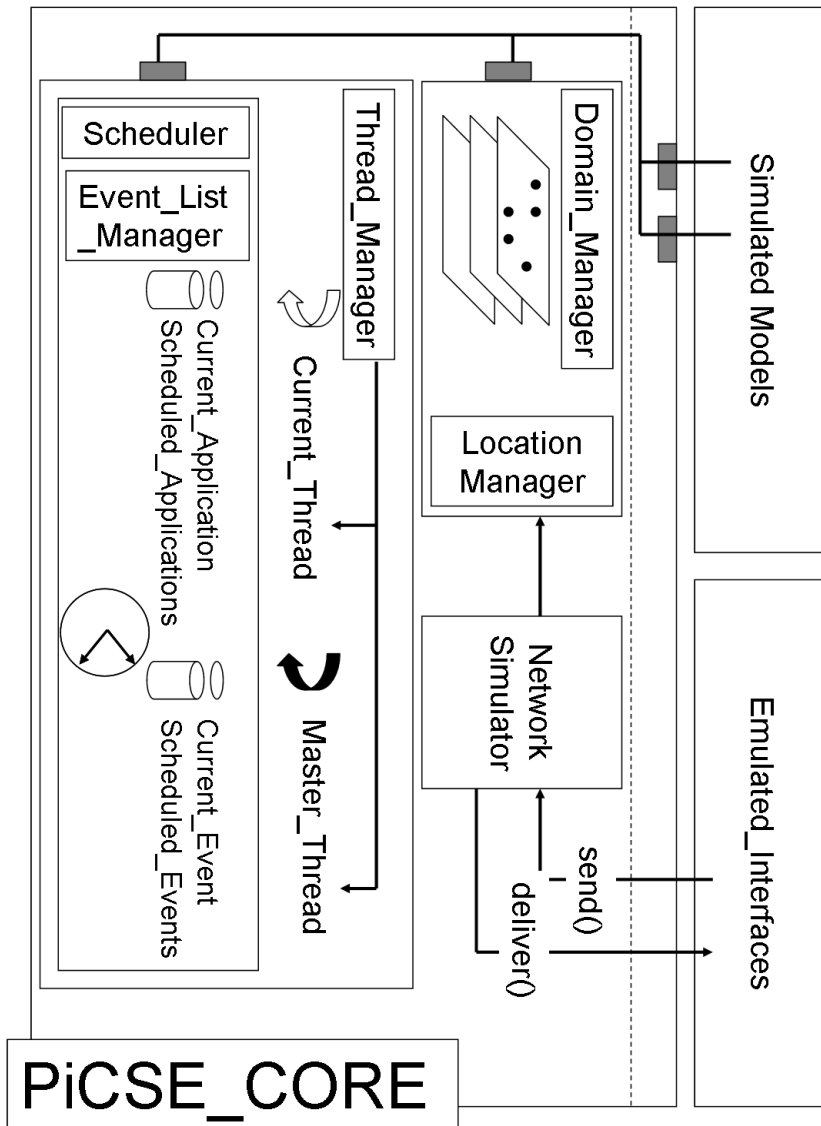 Scheduler
Event_List
_Manager
Thread_Manager
Domain_Manager
Simulated Models
Current_Application
Scheduled_Applications
Current_Thread
Location
Manager
Network
Simulator
Emulated_Interfaces
send()
deliver()
Current_Event
Scheduled_Events
Master_Thread
PiCSE_CORE